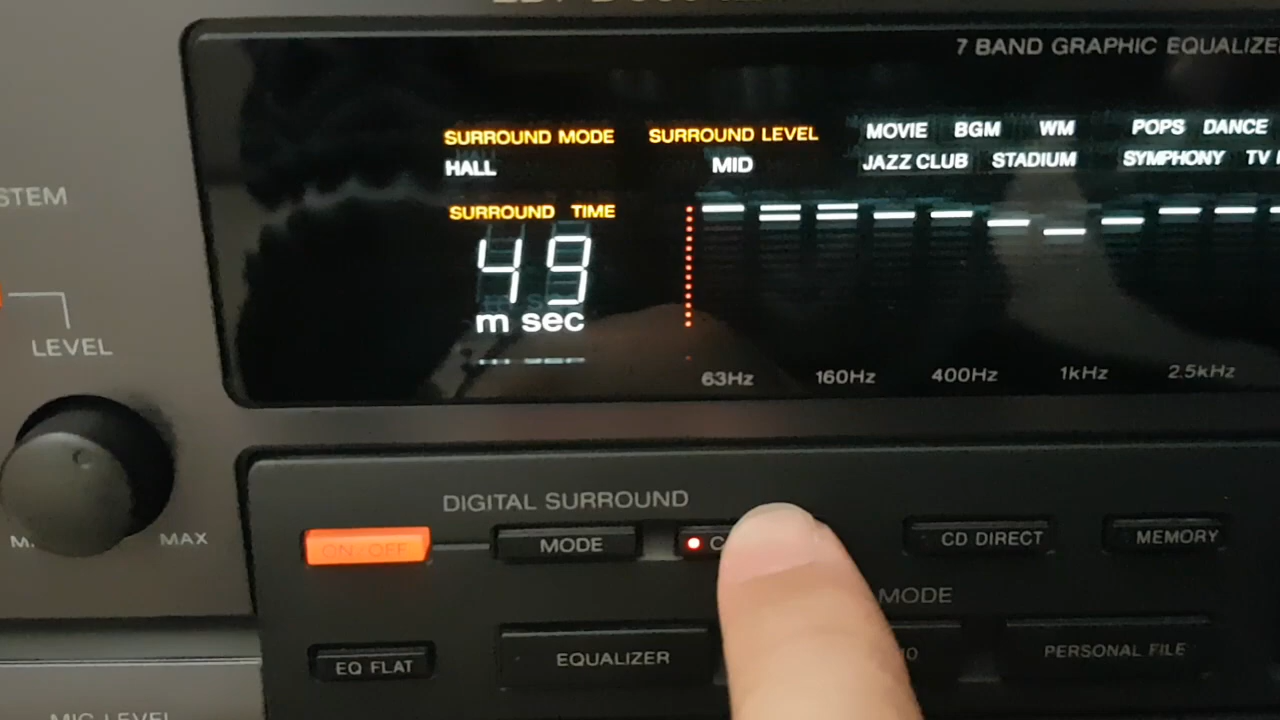 7 BAND GRAPHIC EQUALIZE
SURROUND MODE SURROUND LEVEL MOVIE BGM WM POPS DANCE
HALL MID JAZZ CLUB STADIUM SYMPHONY TV
STEM
SURROUND TIME
49
m sec
LEVEL
63Hz 160Hz 400Hz 1kHz 2.5kHz
DIGITAL SURROUND
MAX
ON/OFF MODE CD DIRECT MEMORY
MODE
EQ FLAT EQUALIZER PERSONAL FILE
MIC LEVEL